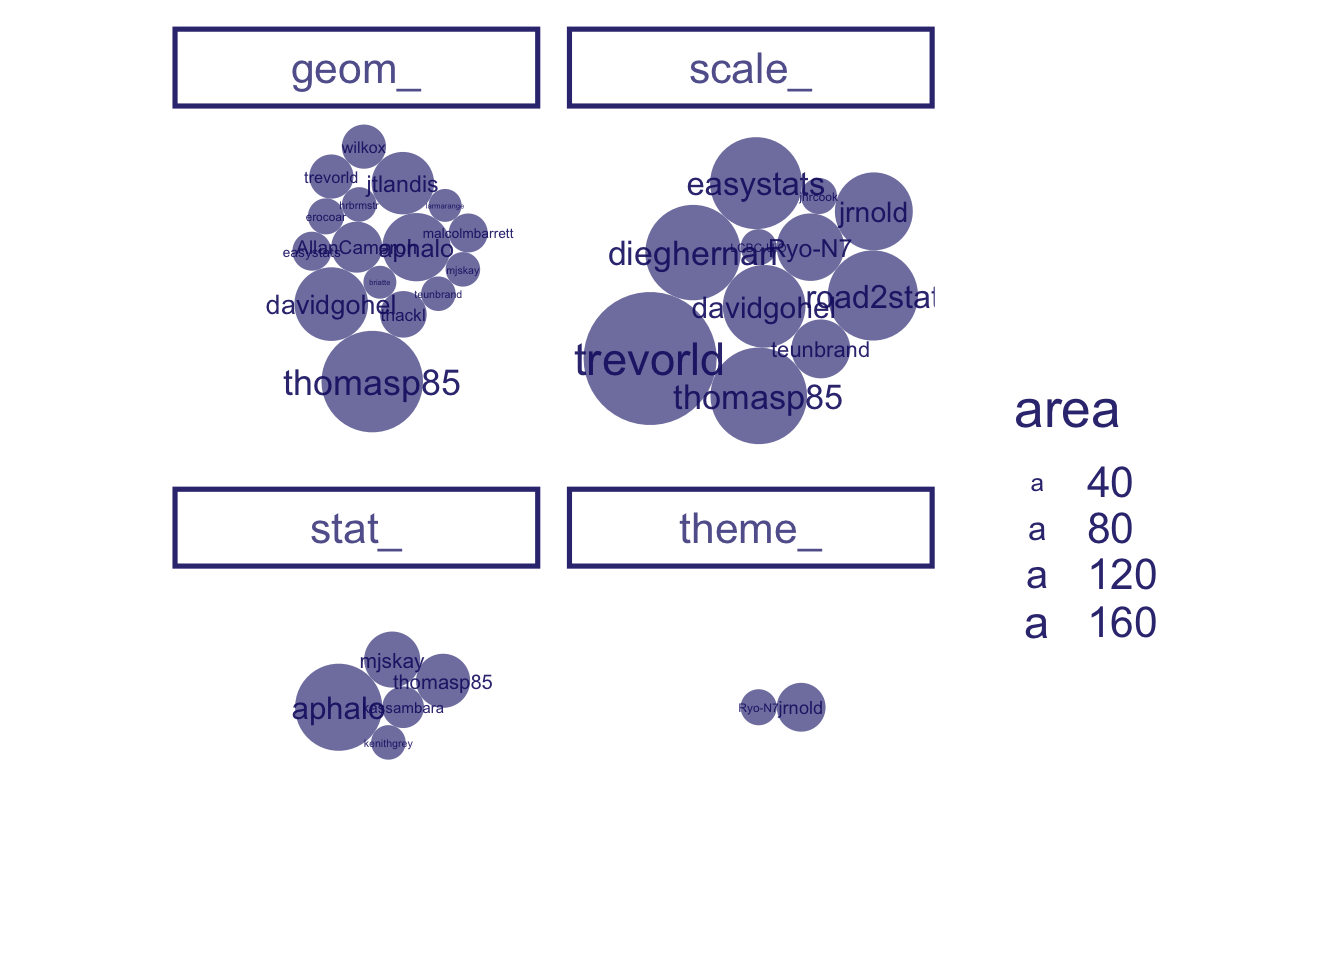 geom_
scale_
wilkox
trevorld
jtlandis
hrbrmstr
larmarange
erocoar
malcolmbarrett
easystats
AllanCameron
aphalo
mjskay
briatte
teunbrand
davidgohel
thackl
thomasp85
easystats
jhrcook
jrnold
dieghernan
Ryo-N7
davidgohel
road2stat
teunbrand
trevorld
thomasp85
area
a 40
a 80
a 120
a 160
stat_
theme_
mjskay
thomasp85
aphalo
kassambara
kenithgrey
Ryo-N7
jrnold